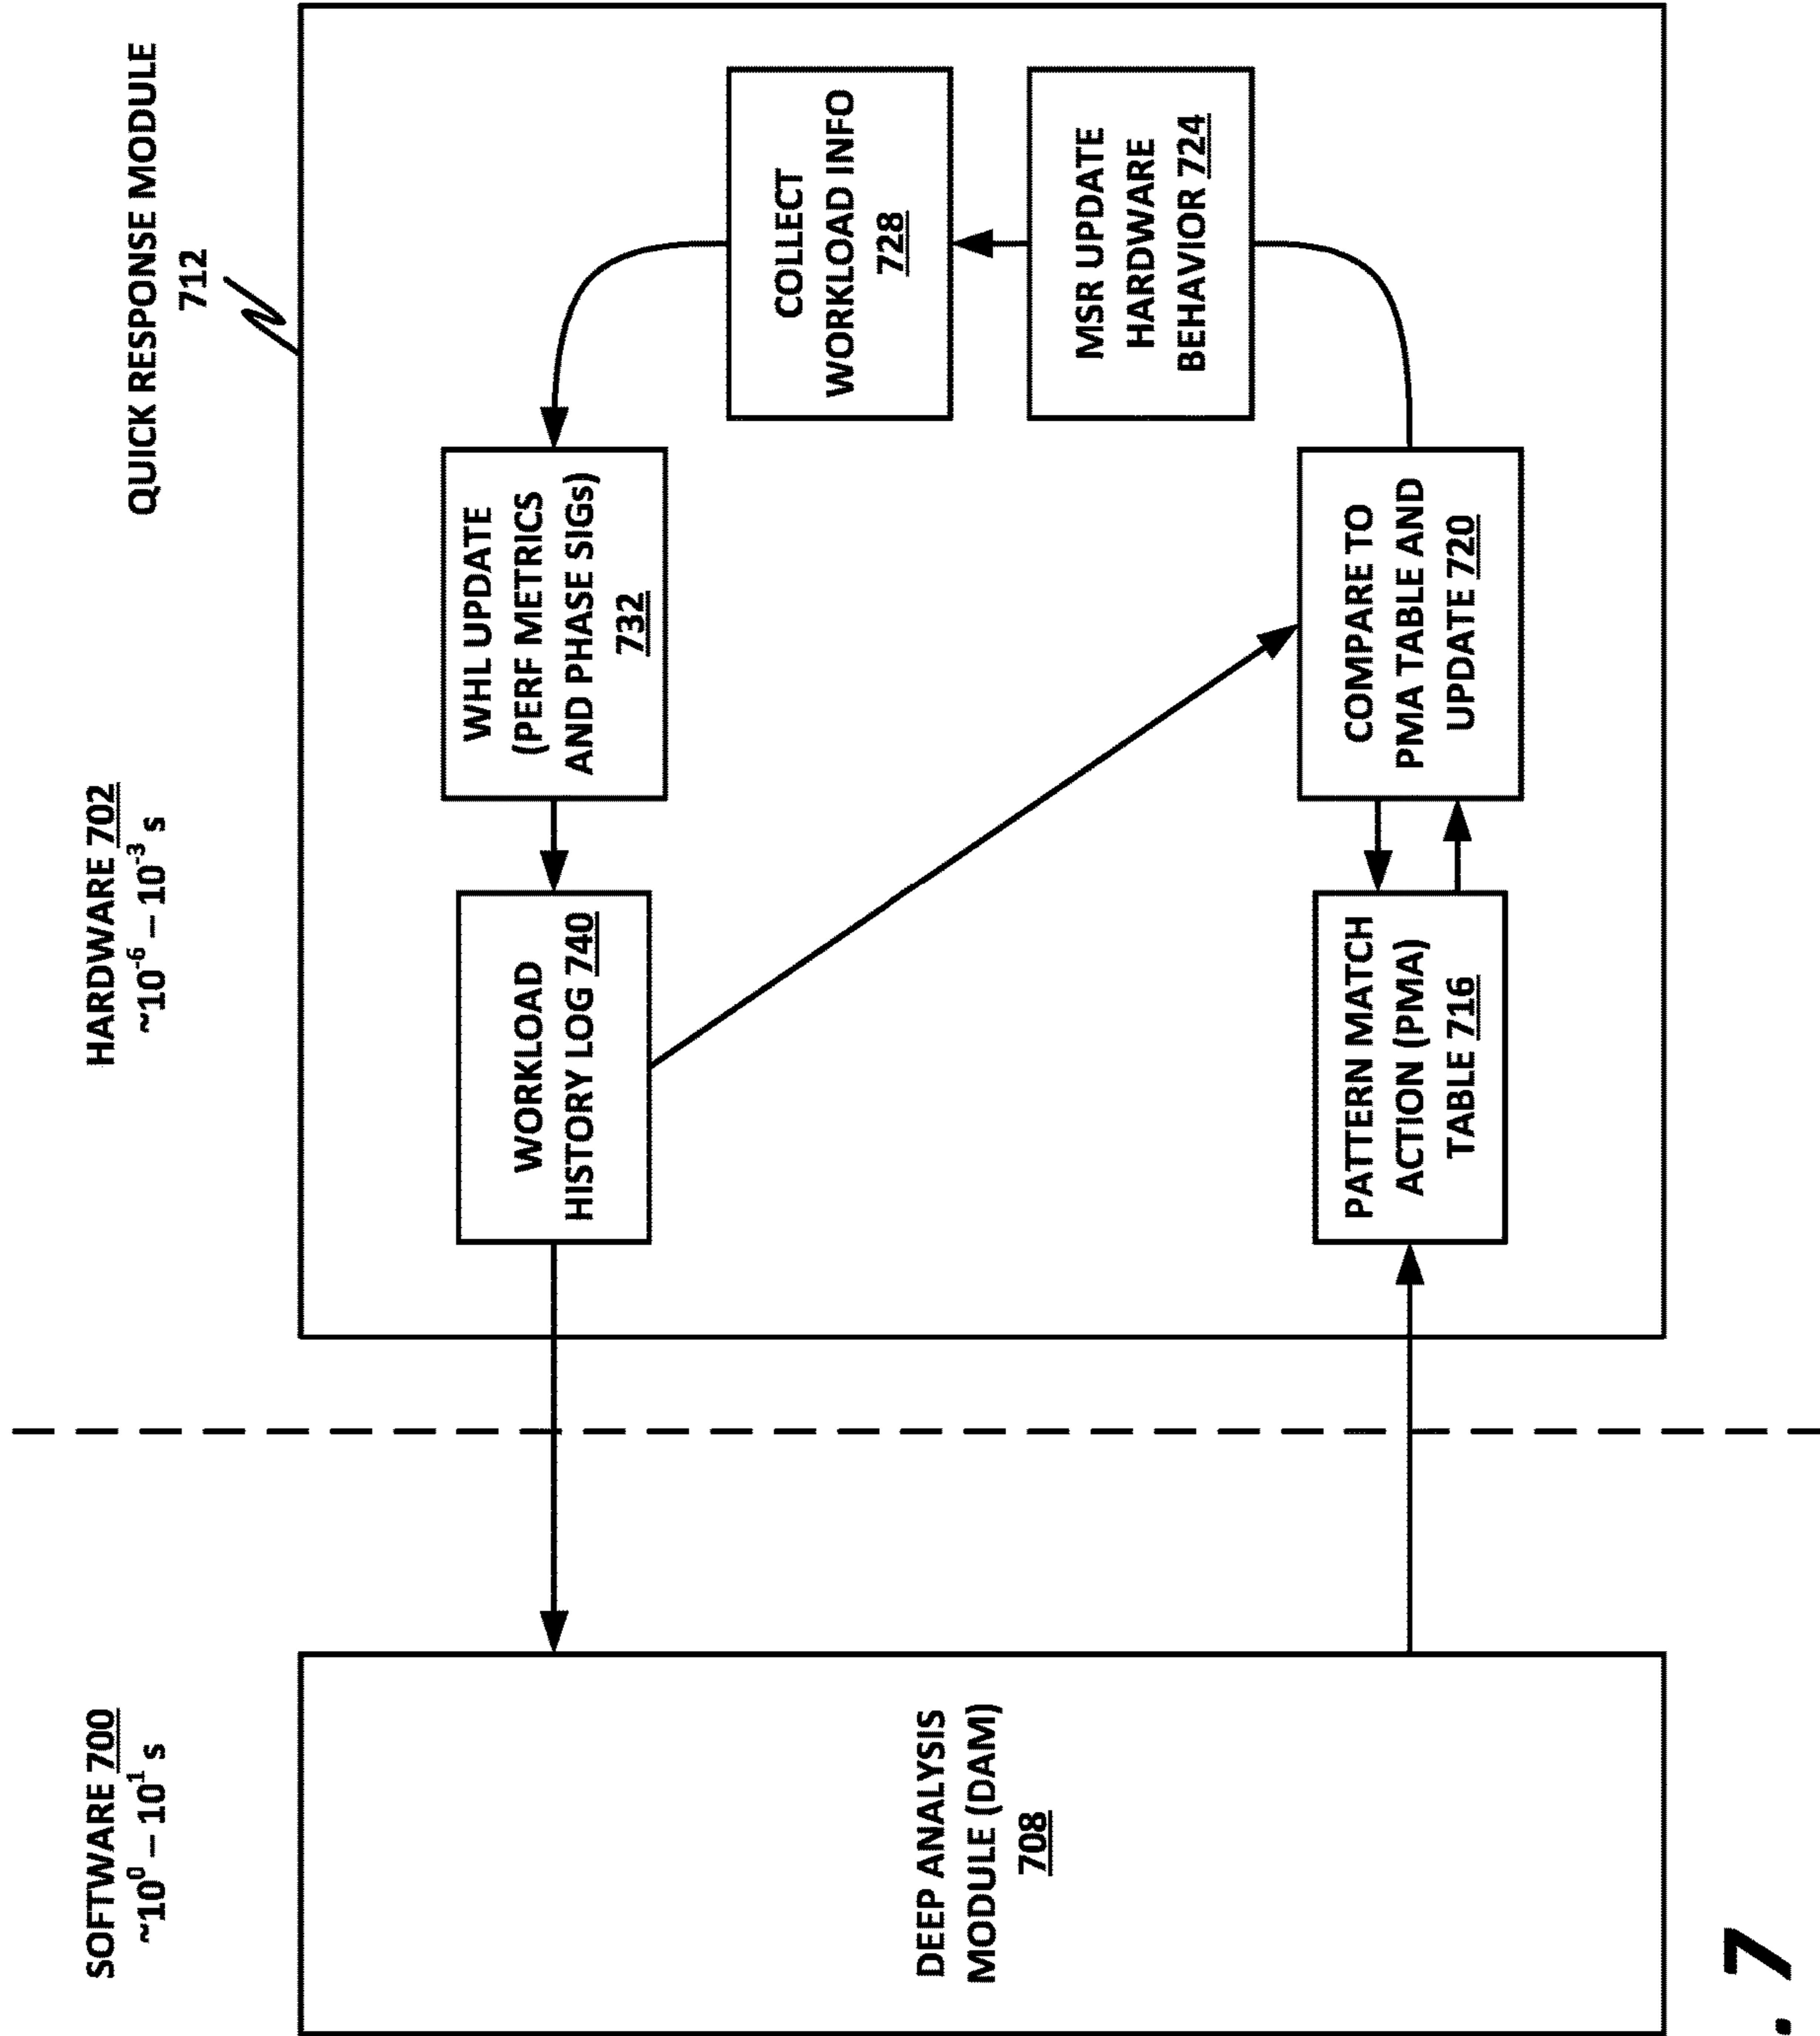 SOFTWARE 700
~10⁰ – 10¹ s
HARDWARE 702
~10⁻⁶ – 10⁻³ s
QUICK RESPONSE MODULE
712
DEEP ANALYSIS
MODULE (DAM)
708
WORKLOAD
HISTORY LOG 740
WHL UPDATE
(PERF METRICS
AND PHASE SIGs)
732
COLLECT
WORKLOAD INFO
728
MSR UPDATE
HARDWARE
BEHAVIOR 724
PATTERN MATCH
ACTION (PMA)
TABLE 716
COMPARE TO
PMA TABLE AND
UPDATE 720
. 7